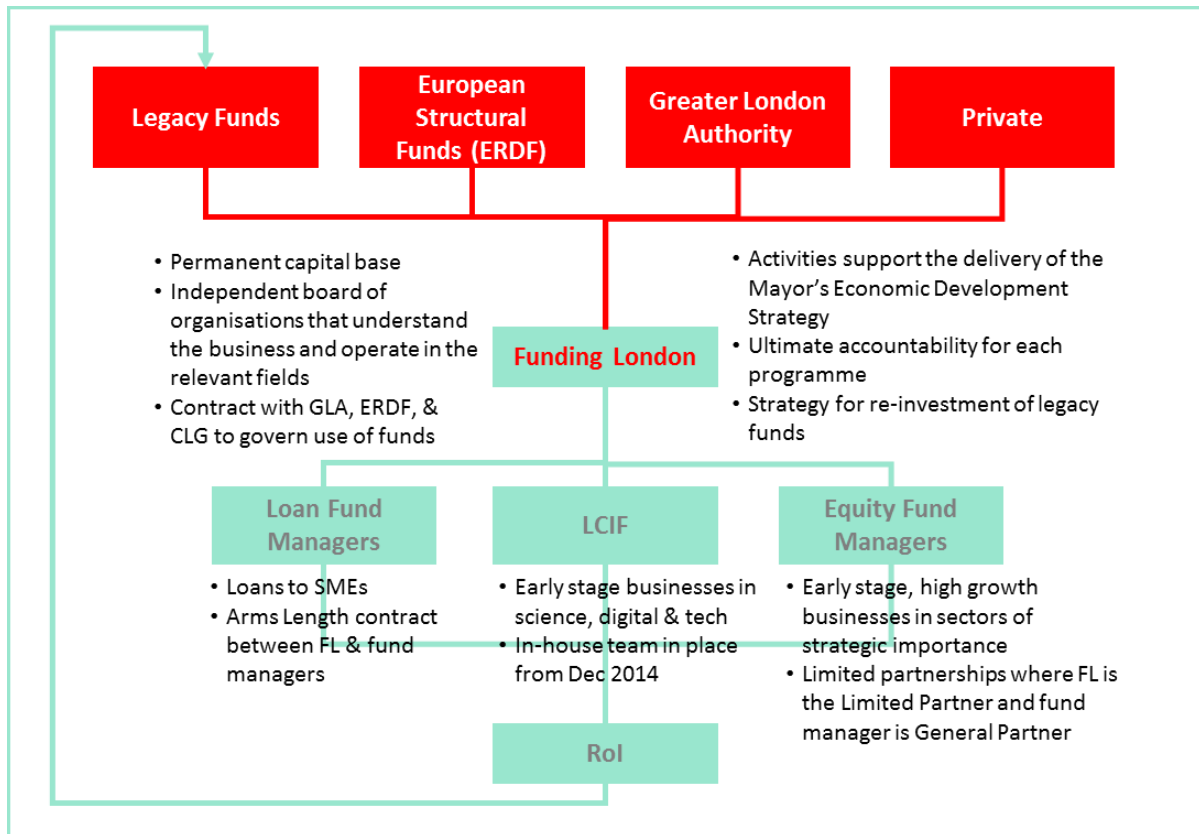 Legacy Funds
European
Structural
Funds (ERDF)
Greater London
Authority
Private
• Permanent capital base
• Independent board of
organisations that understand
the business and operate in the
relevant fields
• Contract with GLA, ERDF, &
CLG to govern use of funds
• Activities support the delivery of the
Mayor’s Economic Development
Strategy
• Ultimate accountability for each
programme
• Strategy for re-investment of legacy
funds
Funding London
Loan Fund
Managers
LCIF
Equity Fund
Managers
• Loans to SMEs
• Arms Length contract
between FL & fund
managers
• Early stage businesses in
science, digital & tech
• In-house team in place
from Dec 2014
• Early stage, high growth
businesses in sectors of
strategic importance
• Limited partnerships where FL is
the Limited Partner and fund
manager is General Partner
RoI